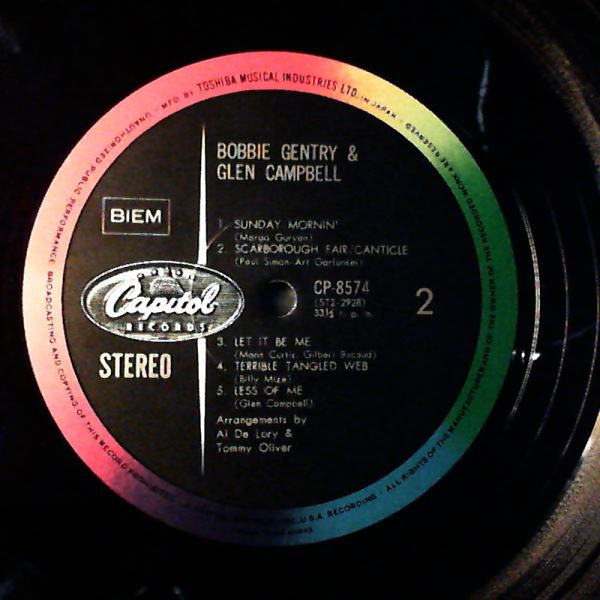 MFD. BY TOSHIBA MUSICAL INDUSTRIES LTD. IN JAPAN · ALL RIGHTS OF THE MANUFACTURER AND OF THE OWNER OF THE RECORDED WORK ARE RESERVED
UNAUTHORIZED PUBLIC PERFORMANCE BROADCASTING AND COPYING OF THIS RECORD PROHIBITED
U.S.A. RECORDING
BOBBIE GENTRY &
GLEN CAMPBELL
BIEM
1. SUNDAY MORNIN'
(Margo Guryan)
2. SCARBOROUGH FAIR/CANTICLE
(Paul Simon-Art Garfunkel)
Capitol
RECORDS
CP-8574
(ST2-2928)
33⅓ r. p. m.
2
STEREO
3. LET IT BE ME
(Mann Curtis, Gilbert Becaud)
4. TERRIBLE TANGLED WEB
(Billy Mize)
5. LESS OF ME
(Glen Campbell)
Arrangements by
Al De Lory &
Tommy Oliver